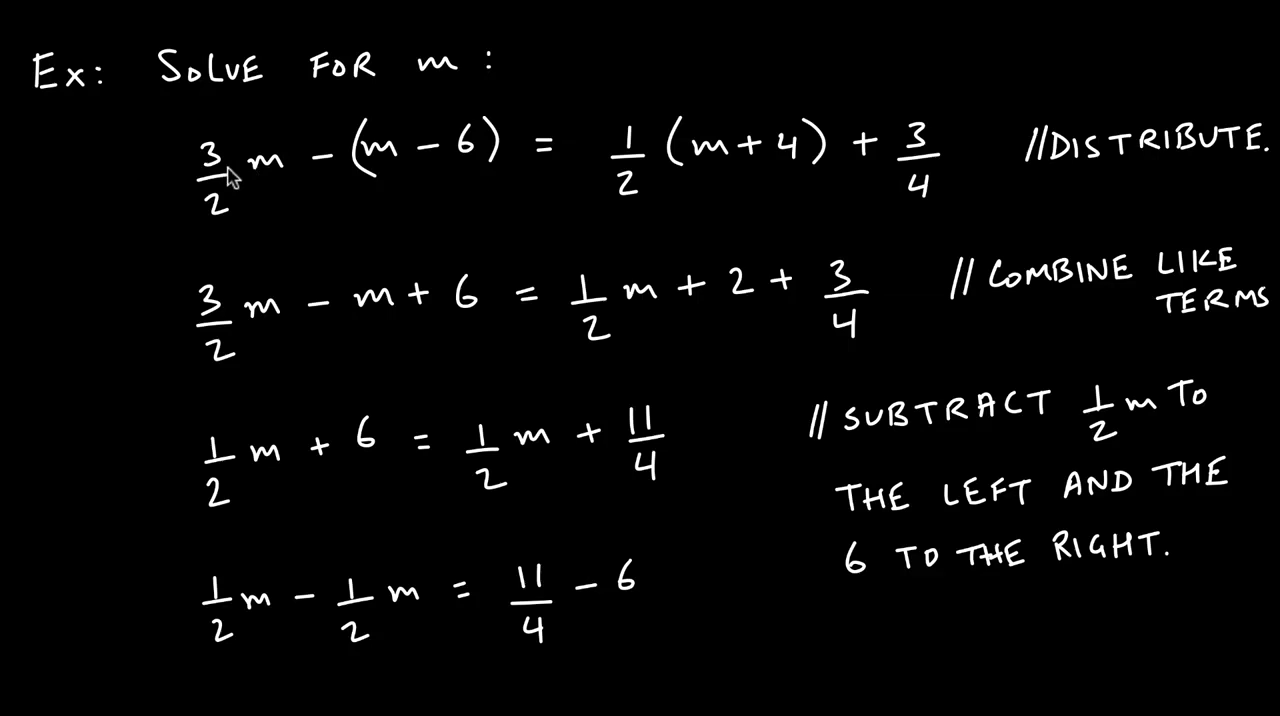 Ex: SOLVE FOR m :
3/2 m - (m - 6) = 1/2 (m + 4) + 3/4 //DISTRIBUTE.
3/2 m - m + 6 = 1/2 m + 2 + 3/4 // COMBINE LIKE
TERMS
1/2 m + 6 = 1/2 m + 11/4 // SUBTRACT 1/2 m TO
THE LEFT AND THE
6 TO THE RIGHT.
1/2 m - 1/2 m = 11/4 - 6